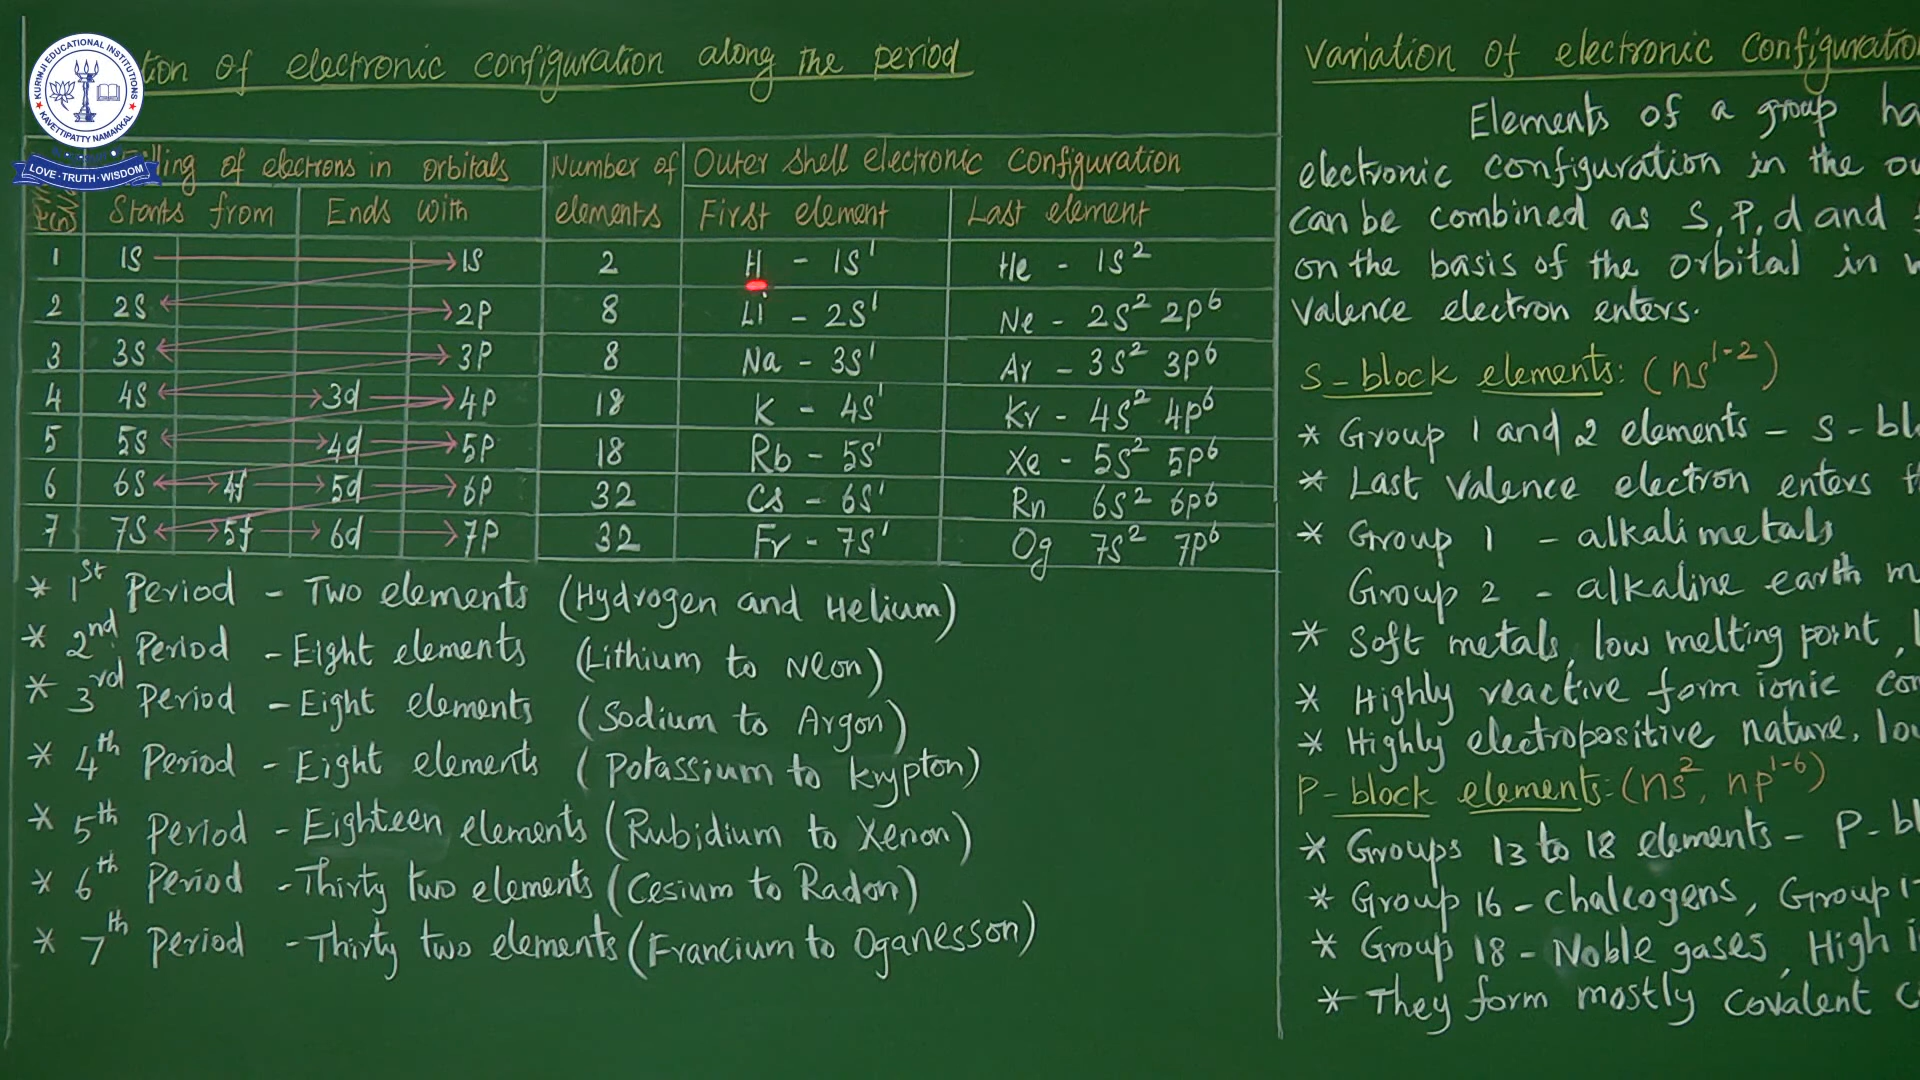 KURINJI EDUCATIONAL INSTITUTIONS
KAVETTIPATTY NAMAKKAL
LOVE · TRUTH · WISDOM
tion of electronic configuration along the period
lling of electrons in orbitals Number of elements Outer shell electronic configuration
Starts from Ends with First element Last element
1 1S 1S 2 H - 1S¹ He - 1S²
2 2S 2P 8 Li - 2S¹ Ne - 2S² 2P⁶
3 3S 3P 8 Na - 3S¹ Ar - 3S² 3P⁶
4 4S 3d 4P 18 K - 4S¹ Kr - 4S² 4P⁶
5 5S 4d 5P 18 Rb - 5S¹ Xe - 5S² 5P⁶
6 6S 4f 5d 6P 32 Cs - 6S¹ Rn 6S² 6P⁶
7 7S 5f 6d 7P 32 Fr - 7S¹ Og 7S² 7P⁶
* 1st Period - Two elements (Hydrogen and Helium)
* 2nd Period - Eight elements (Lithium to Neon)
* 3rd Period - Eight elements (Sodium to Argon)
* 4th Period - Eight elements (Potassium to Krypton)
* 5th Period - Eighteen elements (Rubidium to Xenon)
* 6th Period - Thirty two elements (Cesium to Radon)
* 7th Period - Thirty two elements (Francium to Oganesson)
Variation of electronic configuratio
Elements of a group ha
electronic configuration in the ou
can be combined as S, P, d and
on the basis of the orbital in w
valence electron enters.
S-block elements: (ns¹⁻²)
* Group 1 and 2 elements - S-blo
* Last valence electron enters th
* Group 1 - alkali metals
Group 2 - alkaline earth m
* Soft metals, low melting point, l
* Highly reactive form ionic com
* Highly electropositive nature, lo
P-block elements: (ns², np¹⁻⁶)
* Groups 13 to 18 elements - P-bl
* Group 16 - chalcogens, Group 1
* Group 18 - Noble gases, High i
* They form mostly covalent c